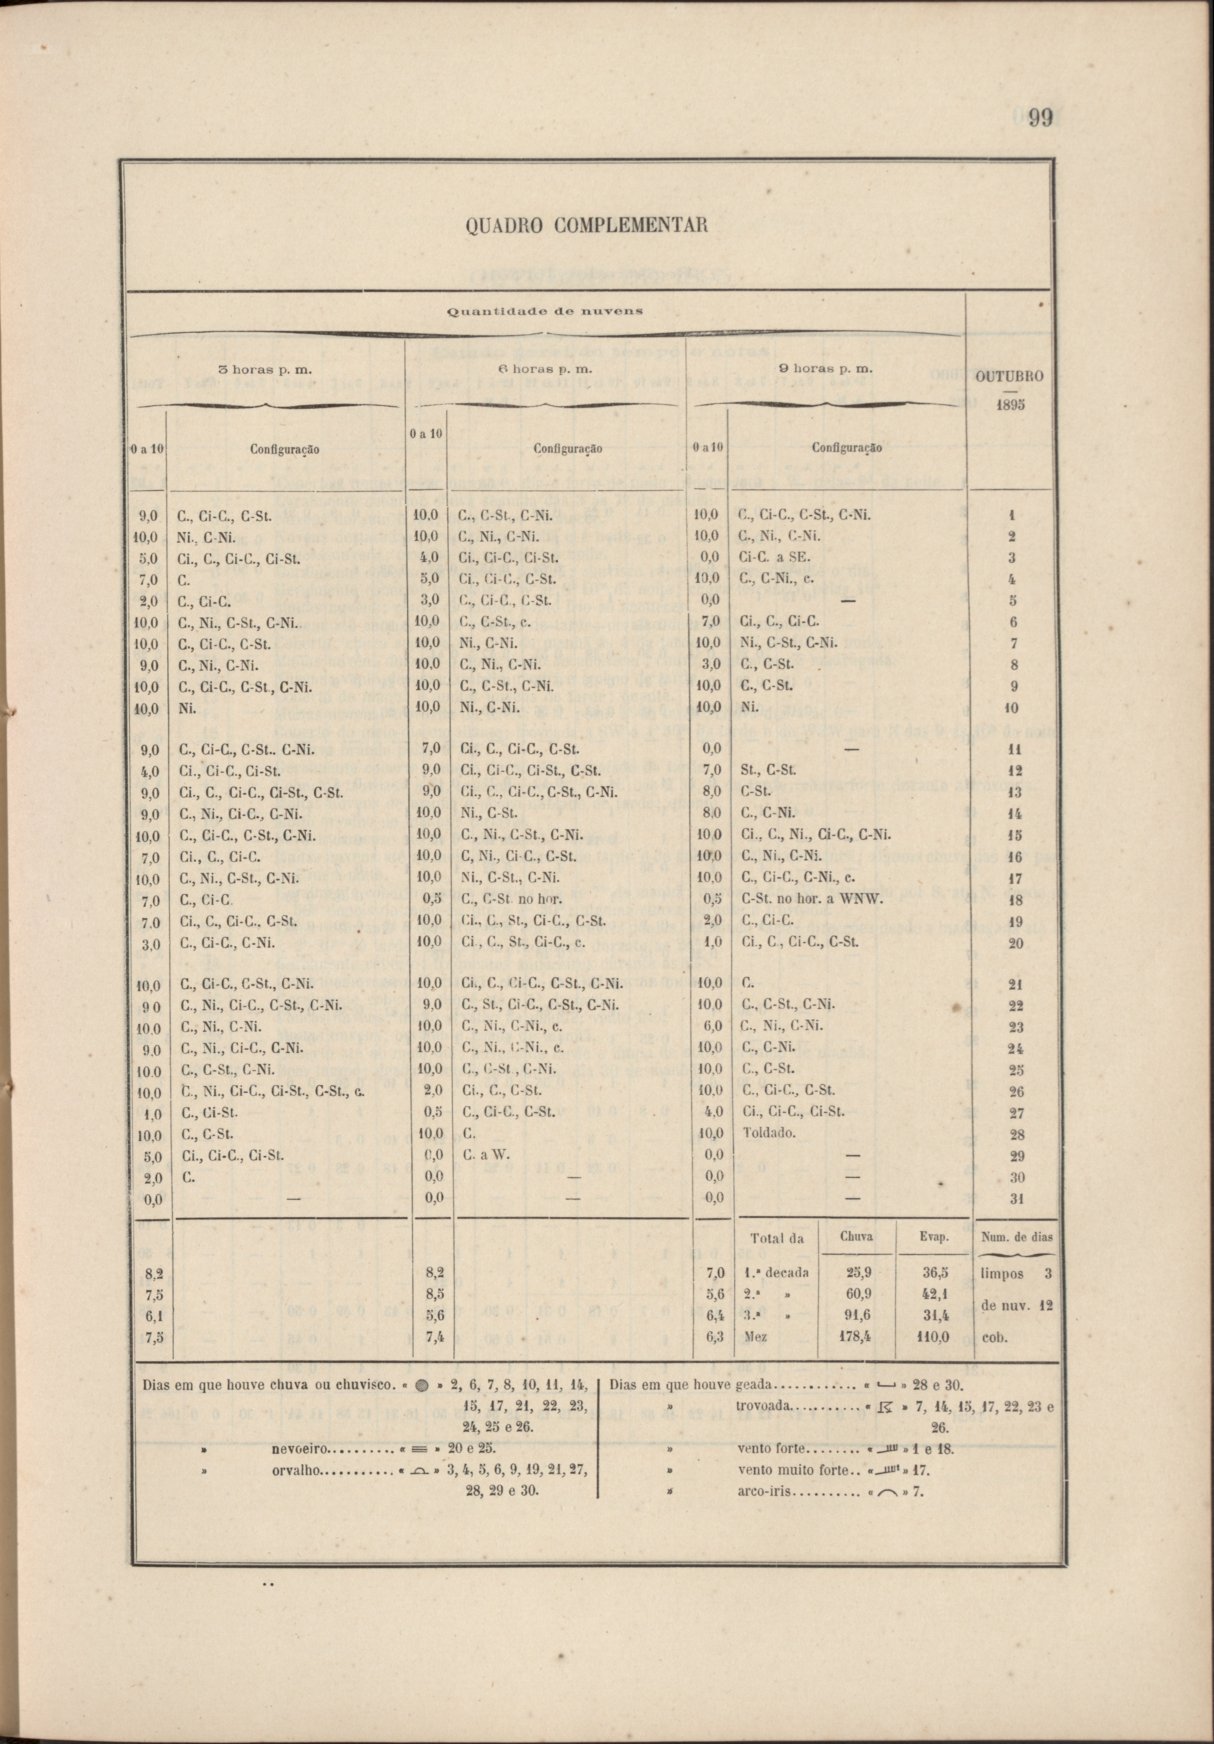 99
QUADRO COMPLEMENTAR
Quantidade de nuvens
3 horas p. m. 6 horas p. m. 9 horas p. m. OUTUBRO
1895
0 a 10 Configuração 0 a 10 Configuração 0 a 10 Configuração
9,0 C., Ci-C., C-St. 10,0 C., C-St., C-Ni. 10,0 C., Ci-C., C-St., C-Ni. 1
10,0 Ni., C-Ni. 10,0 C., Ni., C-Ni. 10,0 C., Ni., C-Ni. 2
5,0 Ci., C., Ci-C., Ci-St. 4,0 Ci., Ci-C., Ci-St. 0,0 Ci-C. a SE. 3
7,0 C. 5,0 Ci., Ci-C., C-St. 10,0 C., C-Ni., c. 4
2,0 C., Ci-C. 3,0 C., Ci-C., C-St. 0,0 — 5
10,0 C., Ni., C-St., C-Ni. 10,0 C., C-St., c. 7,0 Ci., C., Ci-C. 6
10,0 C., Ci-C., C-St. 10,0 Ni., C-Ni. 10,0 Ni., C-St., C-Ni. 7
9,0 C., Ni., C-Ni. 10,0 C., Ni., C-Ni. 3,0 C., C-St. 8
10,0 C., Ci-C., C-St., C-Ni. 10,0 C., C-St., C-Ni. 10,0 C., C-St. 9
10,0 Ni. 10,0 Ni., C-Ni. 10,0 Ni. 10
9,0 C., Ci-C., C-St.. C-Ni. 7,0 Ci., C., Ci-C., C-St. 0,0 — 11
4,0 Ci., Ci-C., Ci-St. 9,0 Ci., Ci-C., Ci-St., C-St. 7,0 St., C-St. 12
9,0 Ci., C., Ci-C., Ci-St., C-St. 9,0 Ci., C., Ci-C., C-St., C-Ni. 8,0 C-St. 13
9,0 C., Ni., Ci-C., C-Ni. 10,0 Ni., C-St. 8,0 C., C-Ni. 14
10,0 C., Ci-C., C-St., C-Ni. 10,0 C., Ni., C-St., C-Ni. 10,0 Ci., C., Ni., Ci-C., C-Ni. 15
7,0 Ci., C., Ci-C. 10,0 C, Ni., Ci-C., C-St. 10,0 C., Ni., C-Ni. 16
10,0 C., Ni., C-St., C-Ni. 10,0 Ni., C-St., C-Ni. 10,0 C., Ci-C., C-Ni., c. 17
7,0 C., Ci-C. 0,5 C., C-St. no hor. 0,5 C-St. no hor. a WNW. 18
7.0 Ci., C., Ci-C., C-St. 10,0 Ci., C., St., Ci-C., C-St. 2,0 C., Ci-C. 19
3,0 C., Ci-C., C-Ni. 10,0 Ci., C., St., Ci-C., c. 1,0 Ci., C., Ci-C., C-St. 20
10,0 C., Ci-C., C-St., C-Ni. 10,0 Ci., C., Ci-C., C-St., C-Ni. 10,0 C. 21
9 0 C., Ni., Ci-C., C-St., C-Ni. 9,0 C., St., Ci-C., C-St., C-Ni. 10,0 C., C-St., C-Ni. 22
10.0 C., Ni., C-Ni. 10,0 C., Ni., C-Ni., c. 6,0 C., Ni., C-Ni. 23
9.0 C., Ni., Ci-C., C-Ni. 10,0 C., Ni., C-Ni., c. 10,0 C., C-Ni. 24
10.0 C., C-St., C-Ni. 10,0 C., C-St., C-Ni. 10,0 C., C-St. 25
10,0 C., Ni., Ci-C., Ci-St., C-St., c. 2,0 Ci., C., C-St. 10,0 C., Ci-C., C-St. 26
1,0 C., Ci-St. 0,5 C., Ci-C., C-St. 4,0 Ci., Ci-C., Ci-St. 27
10,0 C., C-St. 10,0 C. 10,0 Toldado. 28
5,0 Ci., Ci-C., Ci-St. 0,0 C. a W. 0,0 — 29
2,0 C. 0,0 — 0,0 — 30
0,0 — 0,0 — 0,0 — 31
Total da Chuva Evap. Num. de dias
8,2 8,2 7,0 1.ª decada 25,9 36,5 limpos 3
7,5 8,5 5,6 2.ª » 60,9 42,1
de nuv. 12
6,1 5,6 6,4 3.ª » 91,6 31,4
7,5 7,4 6,3 Mez 178,4 110,0 cob.
Dias em que houve chuva ou chuvisco. « » 2, 6, 7, 8, 10, 11, 14, Dias em que houve geada............ « » 28 e 30.
15, 17, 21, 22, 23, » trovoada.......... « » 7, 14, 15, 17, 22, 23 e
24, 25 e 26. 26.
» nevoeiro.......... « » 20 e 25. » vento forte........ « » 1 e 18.
» orvalho........... « » 3, 4, 5, 6, 9, 19, 21, 27, » vento muito forte.. « » 17.
28, 29 e 30. » arco-iris.......... « » 7.